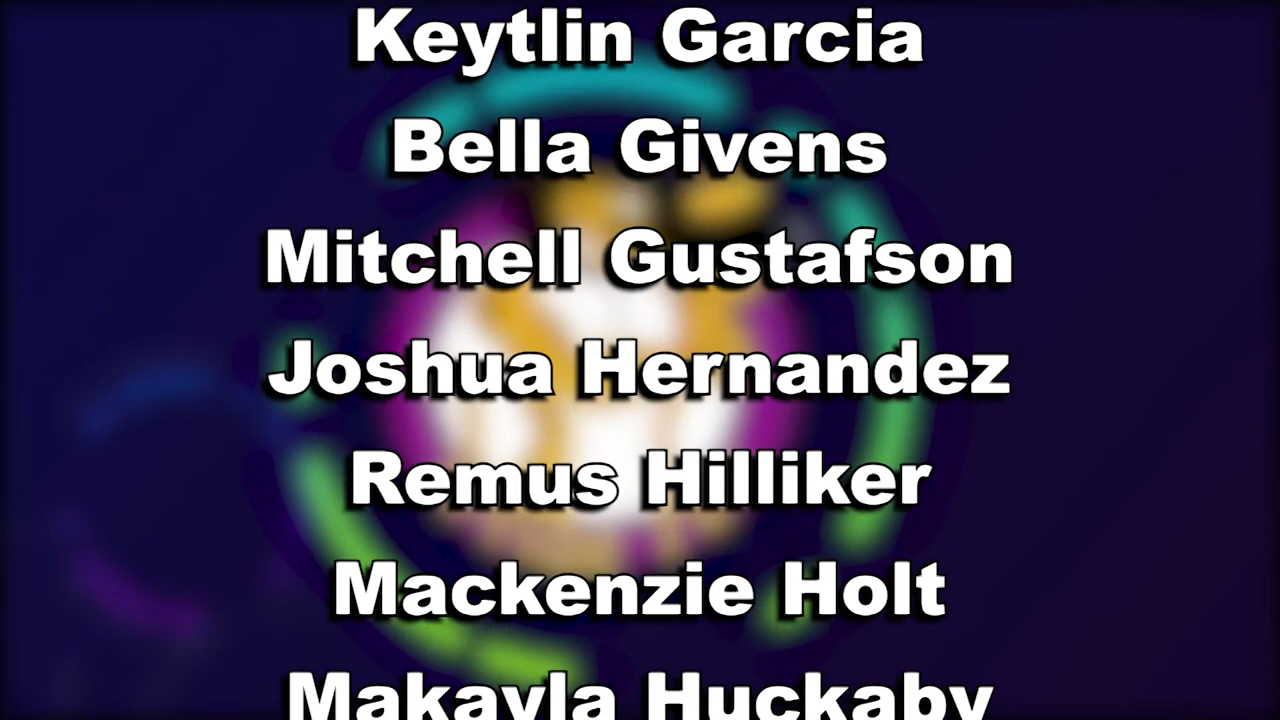 Keytlin Garcia
Bella Givens
Mitchell Gustafson
Joshua Hernandez
Remus Hilliker
Mackenzie Holt
Makayla Huckaby